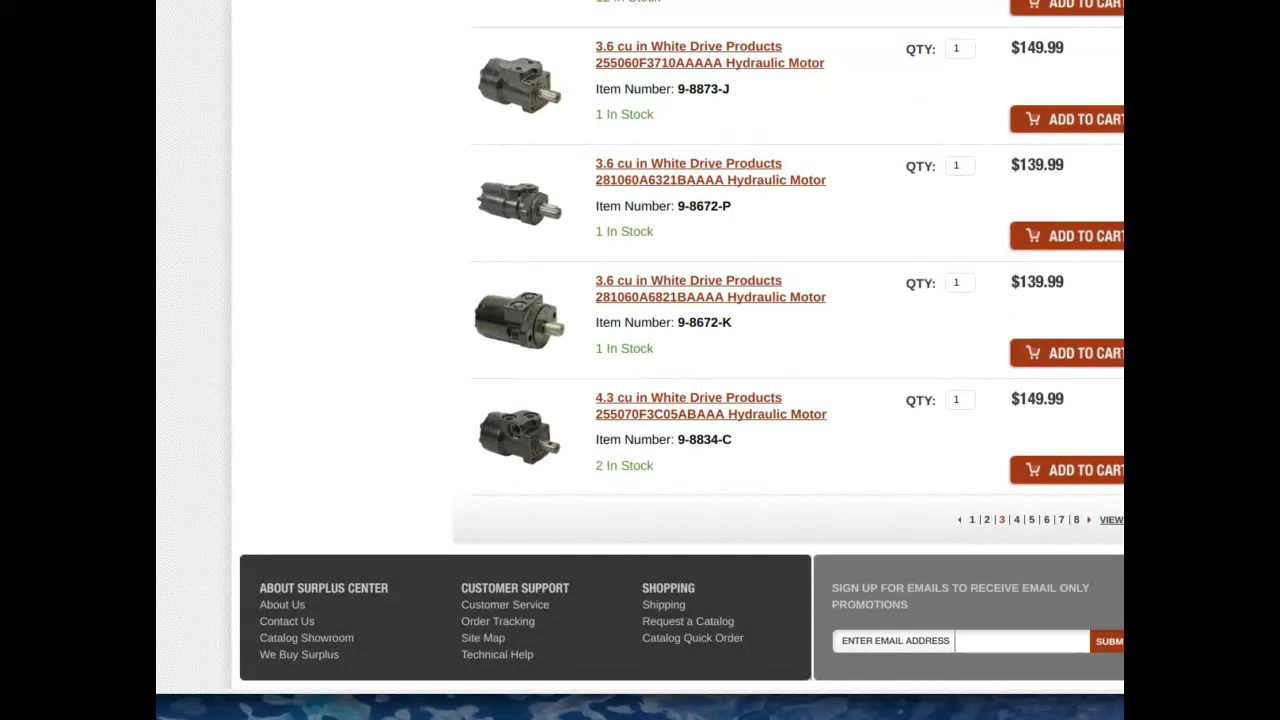 12 In Stock
ADD TO CART
3.6 cu in White Drive Products
255060F3710AAAAA Hydraulic Motor
QTY: 1
$149.99
Item Number: 9-8873-J
1 In Stock
ADD TO CART
3.6 cu in White Drive Products
281060A6321BAAAA Hydraulic Motor
QTY: 1
$139.99
Item Number: 9-8672-P
1 In Stock
ADD TO CART
3.6 cu in White Drive Products
281060A6821BAAAA Hydraulic Motor
QTY: 1
$139.99
Item Number: 9-8672-K
1 In Stock
ADD TO CART
4.3 cu in White Drive Products
255070F3C05ABAAA Hydraulic Motor
QTY: 1
$149.99
Item Number: 9-8834-C
2 In Stock
ADD TO CART
1 | 2 | 3 | 4 | 5 | 6 | 7 | 8 VIEW
ABOUT SURPLUS CENTER
About Us
Contact Us
Catalog Showroom
We Buy Surplus
CUSTOMER SUPPORT
Customer Service
Order Tracking
Site Map
Technical Help
SHOPPING
Shipping
Request a Catalog
Catalog Quick Order
SIGN UP FOR EMAILS TO RECEIVE EMAIL ONLY
PROMOTIONS
ENTER EMAIL ADDRESS
SUBM